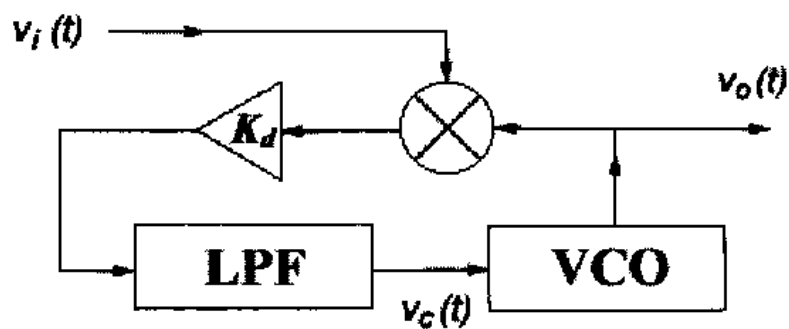 v_i (t)
v_o (t)
K_d
LPF
VCO
v_c (t)